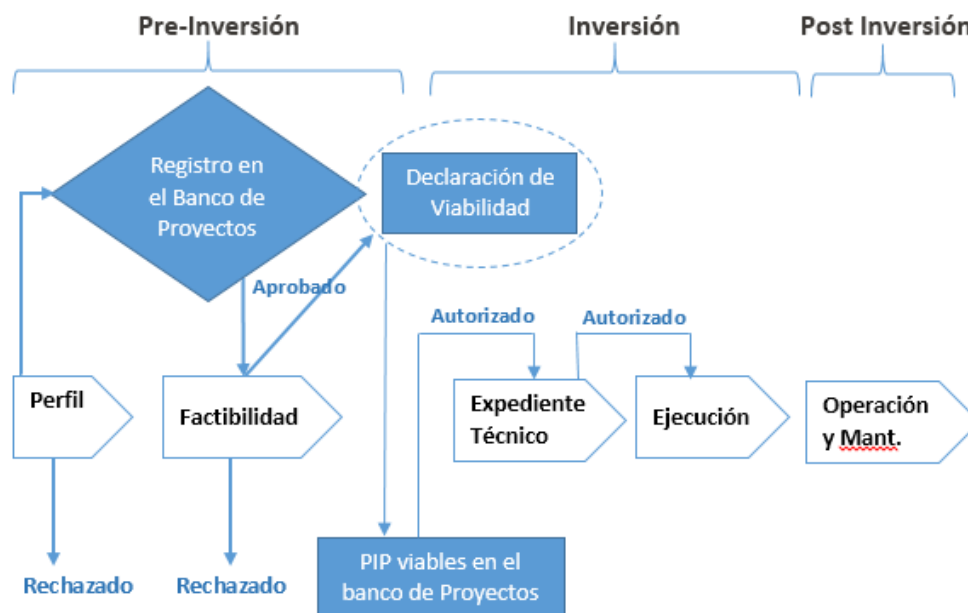 Pre-Inversión
Inversión
Post Inversión
Registro en
el Banco de
Proyectos
Declaración de
Viabilidad
Aprobado
Autorizado
Autorizado
Perfil
Factibilidad
Expediente
Técnico
Ejecución
Operación
y Mant.
Rechazado
Rechazado
PIP viables en el
banco de Proyectos